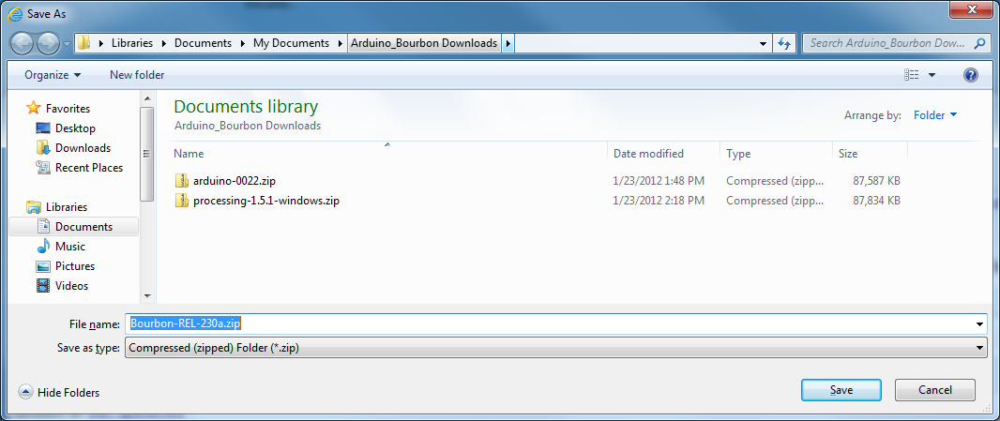 Save As
Libraries Documents My Documents Arduino_Bourbon Downloads Search Arduino_Bourbon Dow...
Organize New folder
Favorites
Desktop
Downloads
Recent Places
Libraries
Documents
Music
Pictures
Videos
Documents library
Arduino_Bourbon Downloads
Arrange by: Folder
Name Date modified Type Size
arduino-0022.zip 1/23/2012 1:48 PM Compressed (zipp... 87,587 KB
processing-1.5.1-windows.zip 1/23/2012 2:18 PM Compressed (zipp... 87,834 KB
File name: Bourbon-REL-230a.zip
Save as type: Compressed (zipped) Folder (*.zip)
Hide Folders Save Cancel